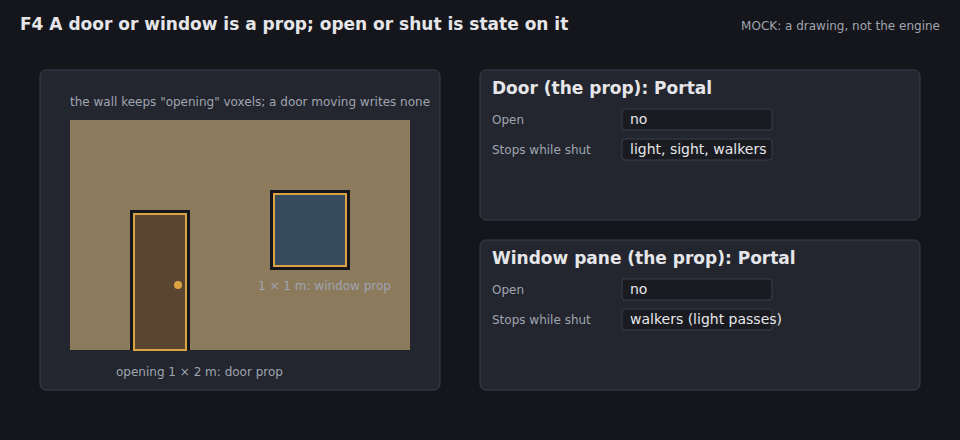 F4 A door or window is a prop; open or shut is state on it
MOCK: a drawing, not the engine
the wall keeps "opening" voxels; a door moving writes none
1 × 1 m: window prop
opening 1 × 2 m: door prop
Door (the prop): Portal
Open
no
Stops while shut
light, sight, walkers
Window pane (the prop): Portal
Open
no
Stops while shut
walkers (light passes)